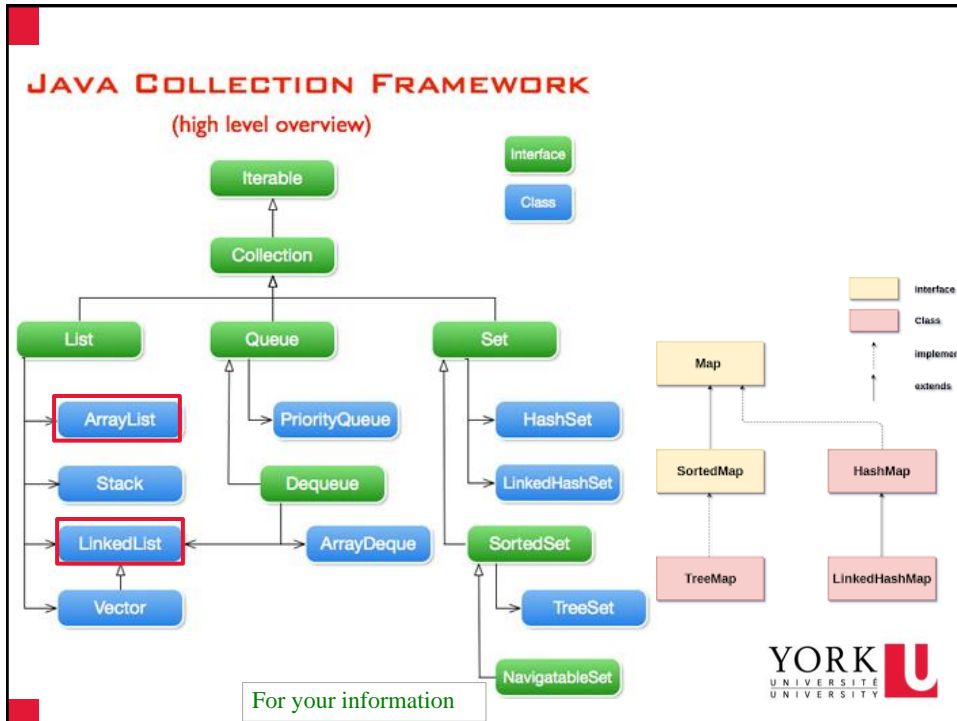 JAVA COLLECTION FRAMEWORK
(high level overview)
Interface
Class
Iterable
Collection
List
Queue
Set
ArrayList
PriorityQueue
HashSet
Stack
Dequeue
LinkedHashSet
LinkedList
ArrayDeque
SortedSet
Vector
TreeSet
NavigatableSet
Interface
Class
implemen
extends
Map
SortedMap
HashMap
TreeMap
LinkedHashMap
For your information
YORK U
UNIVERSITÉ
UNIVERSITY